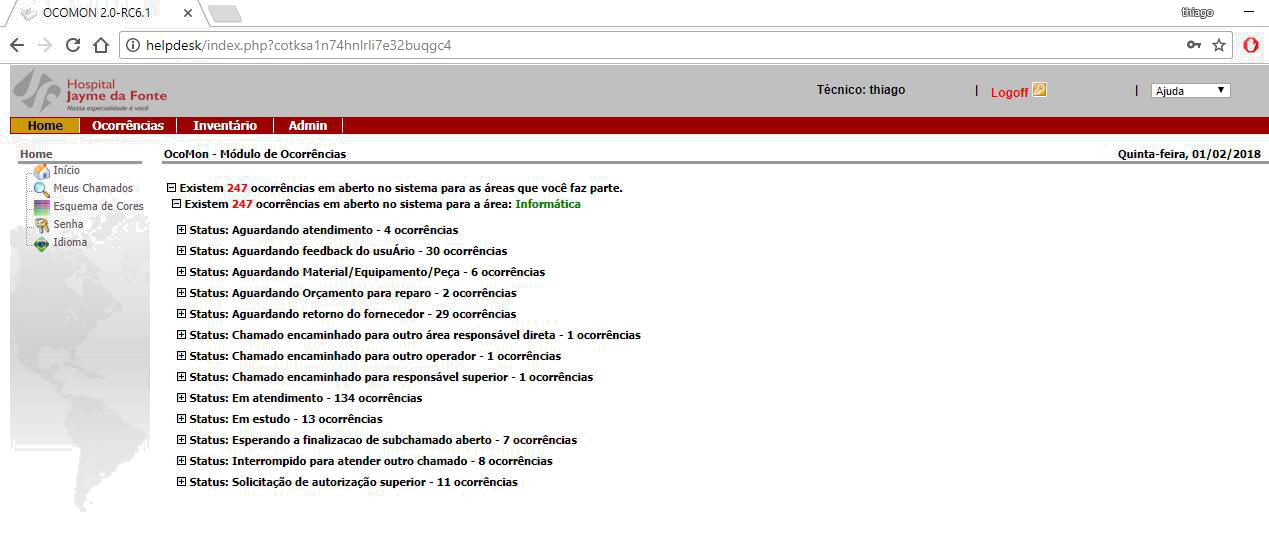 OCOMON 2.0-RC6.1
thiago
helpdesk/index.php?cotksa1n74hnlrli7e32buqgc4
Hospital
Jayme da Fonte
Nossa especialidade é você
Técnico: thiago | Logoff | Ajuda
Home Ocorrências Inventário Admin
Home
Início
Meus Chamados
Esquema de Cores
Senha
Idioma
OcoMon - Módulo de Ocorrências Quinta-feira, 01/02/2018
Existem 247 ocorrências em aberto no sistema para as áreas que você faz parte.
Existem 247 ocorrências em aberto no sistema para a área: Informática
Status: Aguardando atendimento - 4 ocorrências
Status: Aguardando feedback do usuÁrio - 30 ocorrências
Status: Aguardando Material/Equipamento/Peça - 6 ocorrências
Status: Aguardando Orçamento para reparo - 2 ocorrências
Status: Aguardando retorno do fornecedor - 29 ocorrências
Status: Chamado encaminhado para outro área responsável direta - 1 ocorrências
Status: Chamado encaminhado para outro operador - 1 ocorrências
Status: Chamado encaminhado para responsável superior - 1 ocorrências
Status: Em atendimento - 134 ocorrências
Status: Em estudo - 13 ocorrências
Status: Esperando a finalizacao de subchamado aberto - 7 ocorrências
Status: Interrompido para atender outro chamado - 8 ocorrências
Status: Solicitação de autorização superior - 11 ocorrências